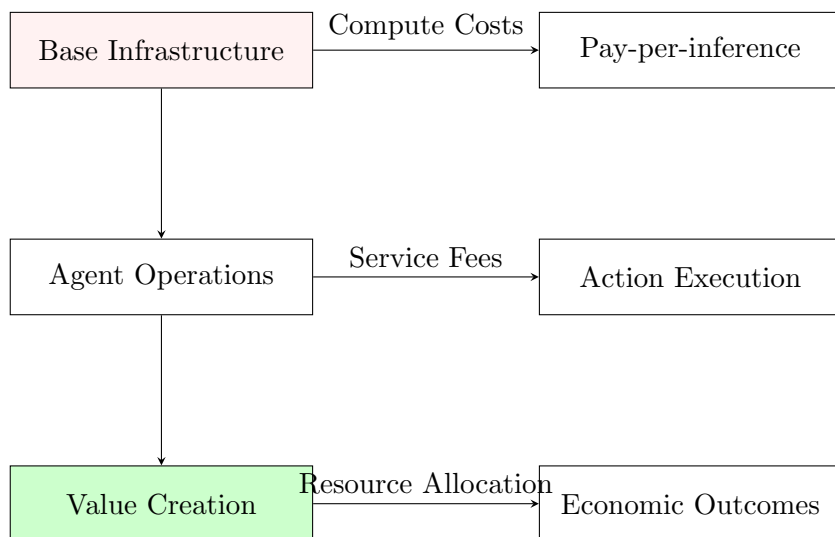 Base Infrastructure
Compute Costs
Pay-per-inference
Agent Operations
Service Fees
Action Execution
Value Creation
Resource Allocation
Economic Outcomes